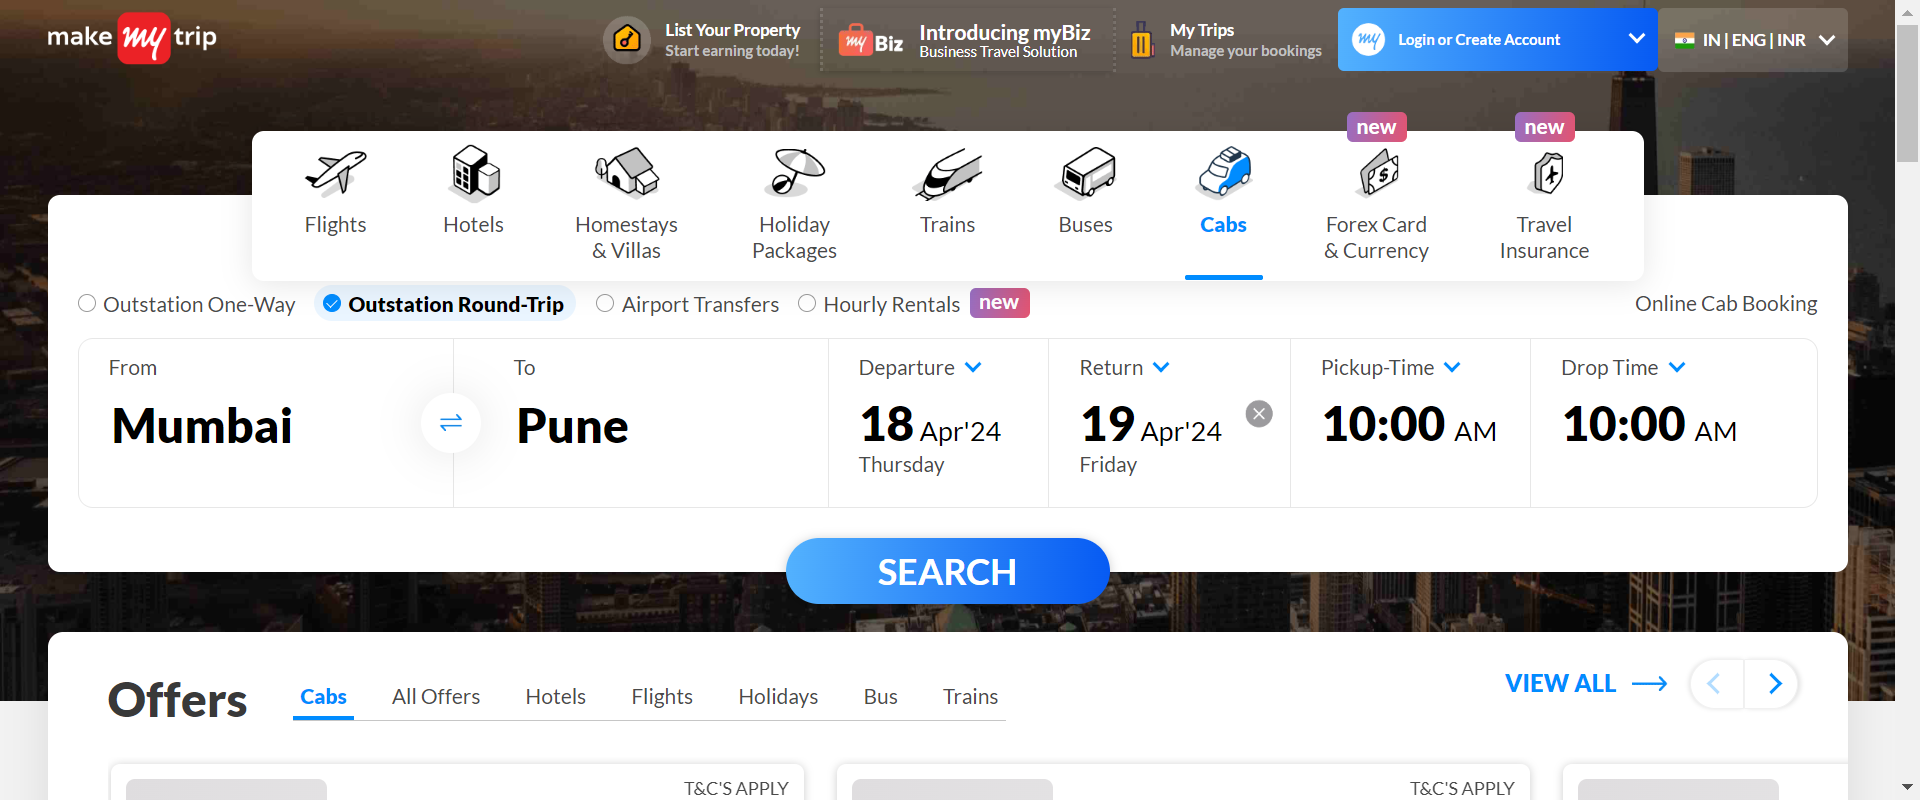 make my trip
List Your Property
Start earning today!
my Biz
Introducing myBiz
Business Travel Solution
My Trips
Manage your bookings
my
Login or Create Account
IN | ENG | INR
new
new
Flights
Hotels
Homestays
& Villas
Holiday
Packages
Trains
Buses
Cabs
Forex Card
& Currency
Travel
Insurance
Outstation One-Way
Outstation Round-Trip
Airport Transfers
Hourly Rentals
new
Online Cab Booking
From
Mumbai
To
Pune
Departure
18 Apr'24
Thursday
Return
19 Apr'24
Friday
Pickup-Time
10:00 AM
Drop Time
10:00 AM
SEARCH
Offers
Cabs
All Offers
Hotels
Flights
Holidays
Bus
Trains
VIEW ALL
T&C'S APPLY
T&C'S APPLY